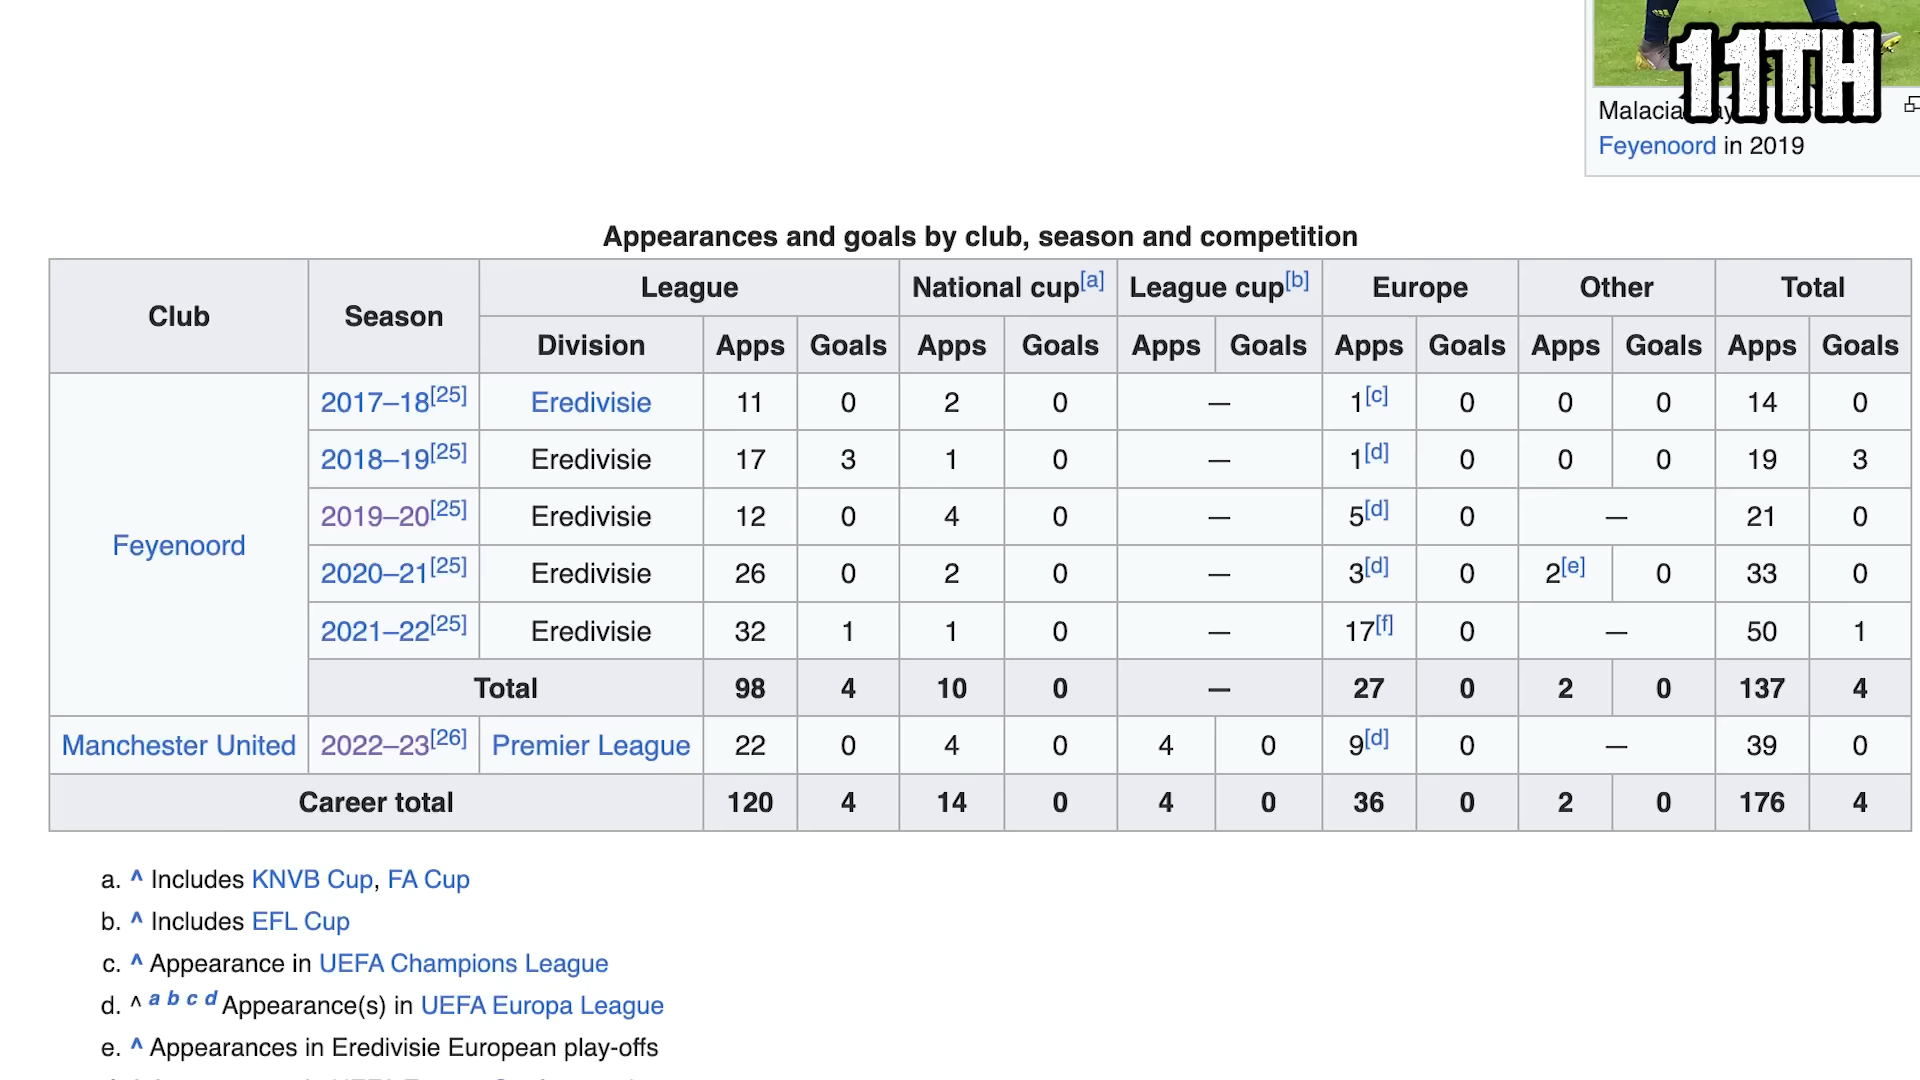 11TH
Malacia
Feyenoord in 2019
Appearances and goals by club, season and competition
Club Season League National cup[a] League cup[b] Europe Other Total
Division Apps Goals Apps Goals Apps Goals Apps Goals Apps Goals Apps Goals
Feyenoord 2017–18[25] Eredivisie 11 0 2 0 — 1[c] 0 0 0 14 0
2018–19[25] Eredivisie 17 3 1 0 — 1[d] 0 0 0 19 3
2019–20[25] Eredivisie 12 0 4 0 — 5[d] 0 — 21 0
2020–21[25] Eredivisie 26 0 2 0 — 3[d] 0 2[e] 0 33 0
2021–22[25] Eredivisie 32 1 1 0 — 17[f] 0 — 50 1
Total 98 4 10 0 — 27 0 2 0 137 4
Manchester United 2022–23[26] Premier League 22 0 4 0 4 0 9[d] 0 — 39 0
Career total 120 4 14 0 4 0 36 0 2 0 176 4
a. ^ Includes KNVB Cup, FA Cup
b. ^ Includes EFL Cup
c. ^ Appearance in UEFA Champions League
d. ^ a b c d Appearance(s) in UEFA Europa League
e. ^ Appearances in Eredivisie European play-offs